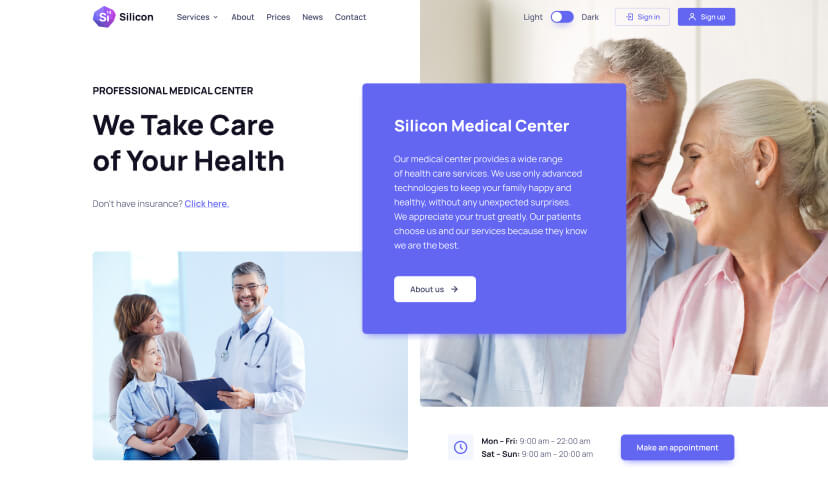 Si 14 Silicon
Services About Prices News Contact
Light Dark Sign in Sign up
PROFESSIONAL MEDICAL CENTER
We Take Care
of Your Health
Don't have insurance? Click here.
Silicon Medical Center
Our medical center provides a wide range
of health care services. We use only advanced
technologies to keep your family happy and
healthy, without any unexpected surprises.
We appreciate your trust greatly. Our patients
choose us and our services because they know
we are the best.
About us
Mon – Fri: 9:00 am – 22:00 am
Sat – Sun: 9:00 am – 20:00 am
Make an appointment